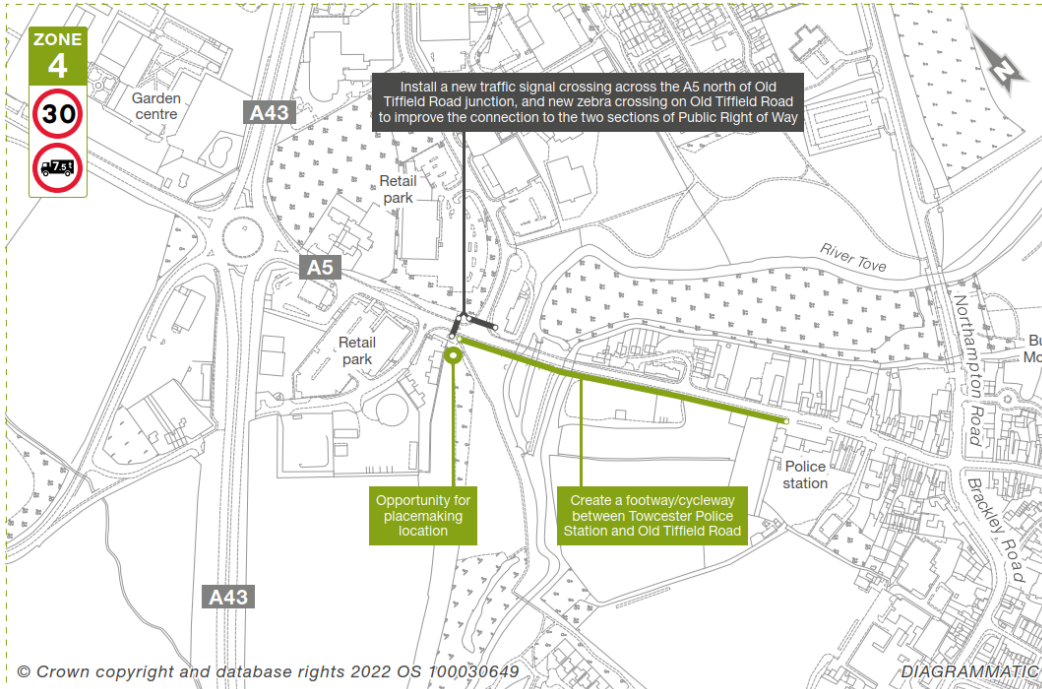 ZONE
4
30
7.5t
Garden
centre
A43
N
Install a new traffic signal crossing across the A5 north of Old
Tiffield Road junction, and new zebra crossing on Old Tiffield Road
to improve the connection to the two sections of Public Right of Way
Retail
park
River Tove
A5
Retail
park
Northampton Road
Bu
Mo
Police
station
Opportunity for
placemaking
location
Create a footway/cycleway
between Towcester Police
Station and Old Tiffield Road
Brackley Road
A43
© Crown copyright and database rights 2022 OS 100030649
DIAGRAMMATIC